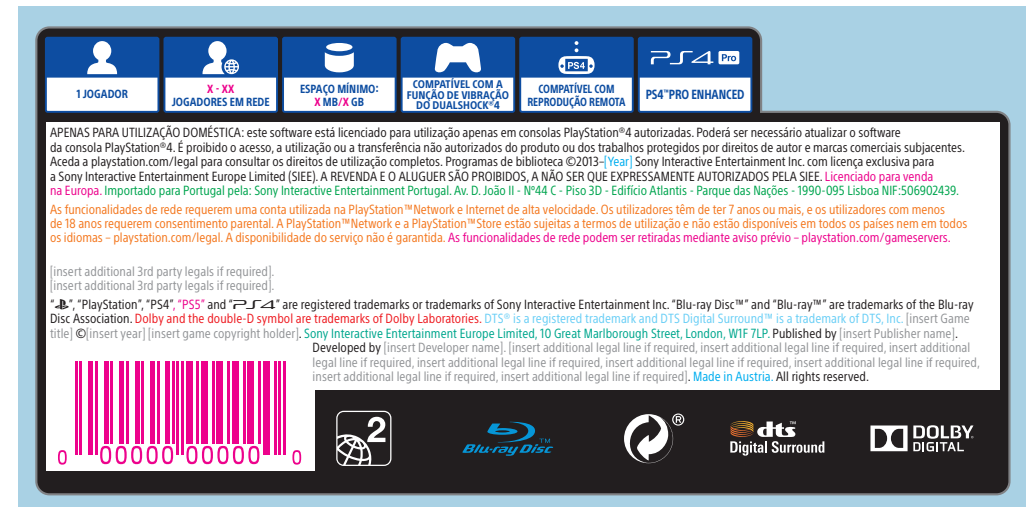 PS4
PS4 Pro
1 JOGADOR
X - XX
JOGADORES EM REDE
ESPAÇO MÍNIMO:
X MB/X GB
COMPATÍVEL COM A
FUNÇÃO DE VIBRAÇÃO
DO DUALSHOCK®4
COMPATÍVEL COM
REPRODUÇÃO REMOTA
PS4™PRO ENHANCED
APENAS PARA UTILIZAÇÃO DOMÉSTICA: este software está licenciado para utilização apenas em consolas PlayStation®4 autorizadas. Poderá ser necessário atualizar o software
da consola PlayStation®4. É proibido o acesso, a utilização ou a transferência não autorizados do produto ou dos trabalhos protegidos por direitos de autor e marcas comerciais subjacentes.
Aceda a playstation.com/legal para consultar os direitos de utilização completos. Programas de biblioteca ©2013–[Year] Sony Interactive Entertainment Inc. com licença exclusiva para
a Sony Interactive Entertainment Europe Limited (SIEE). A REVENDA E O ALUGUER SÃO PROIBIDOS, A NÃO SER QUE EXPRESSAMENTE AUTORIZADOS PELA SIEE. Licenciado para venda
na Europa. Importado para Portugal pela: Sony Interactive Entertainment Portugal. Av. D. João II - Nº44 C - Piso 3D - Edifício Atlantis - Parque das Nações - 1990-095 Lisboa NIF:506902439.
As funcionalidades de rede requerem uma conta utilizada na PlayStation™Network e Internet de alta velocidade. Os utilizadores têm de ter 7 anos ou mais, e os utilizadores com menos
de 18 anos requerem consentimento parental. A PlayStation™Network e a PlayStation™Store estão sujeitas a termos de utilização e não estão disponíveis em todos os países nem em todos
os idiomas – playstation.com/legal. A disponibilidade do serviço não é garantida. As funcionalidades de rede podem ser retiradas mediante aviso prévio – playstation.com/gameservers.
[insert additional 3rd party legals if required].
[insert additional 3rd party legals if required].
“ ”, “PlayStation”, “PS4”, “PS5” and “PS4” are registered trademarks or trademarks of Sony Interactive Entertainment Inc. “Blu-ray Disc™” and “Blu-ray™” are trademarks of the Blu-ray
Disc Association. Dolby and the double-D symbol are trademarks of Dolby Laboratories. DTS® is a registered trademark and DTS Digital Surround™ is a trademark of DTS, Inc. [insert Game
title] ©[insert year] [insert game copyright holder]. Sony Interactive Entertainment Europe Limited, 10 Great Marlborough Street, London, W1F 7LP. Published by [insert Publisher name].
Developed by [insert Developer name]. [insert additional legal line if required, insert additional legal line if required, insert additional
legal line if required, insert additional legal line if required, insert additional legal line if required, insert additional legal line if required,
insert additional legal line if required, insert additional legal line if required]. Made in Austria. All rights reserved.
0 00000 00000 0
2
Blu-ray Disc™
®
dts™
Digital Surround
DOLBY.
DIGITAL